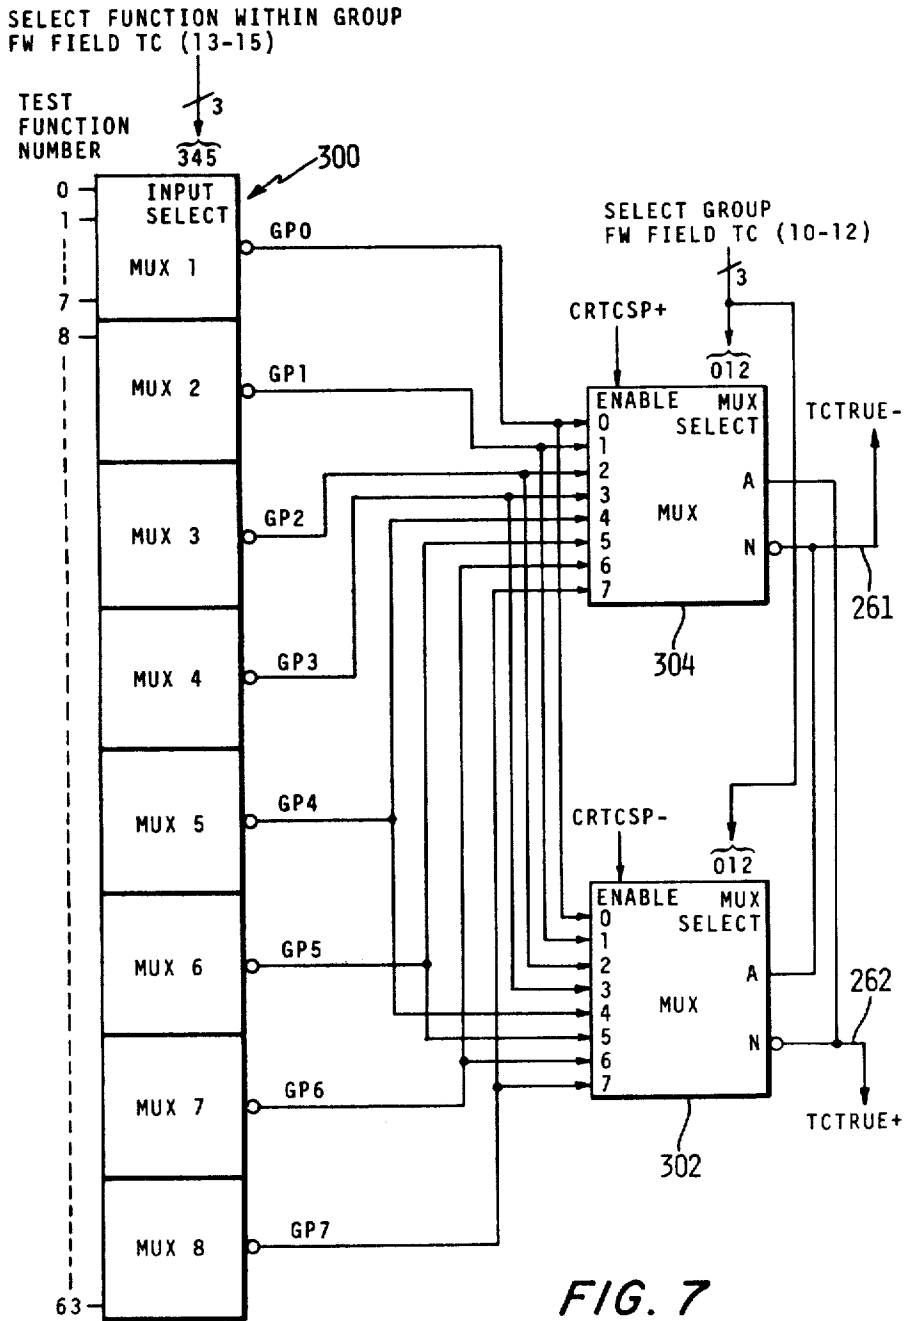 SELECT FUNCTION WITHIN GROUP
FW FIELD TC (13-15)
3
TEST
FUNCTION
NUMBER
345
300
0
1
7
8
63
INPUT
SELECT
MUX 1
MUX 2
MUX 3
MUX 4
MUX 5
MUX 6
MUX 7
MUX 8
GP0
GP1
GP2
GP3
GP4
GP5
GP6
GP7
SELECT GROUP
FW FIELD TC (10-12)
3
CRTCSP+
012
ENABLE MUX
SELECT
0
1
2
3
4
5
6
7
MUX
A
N
TCTRUE-
261
304
CRTCSP-
012
ENABLE MUX
SELECT
0
1
2
3
4
5
6
7
MUX
A
N
262
TCTRUE+
302
FIG. 7